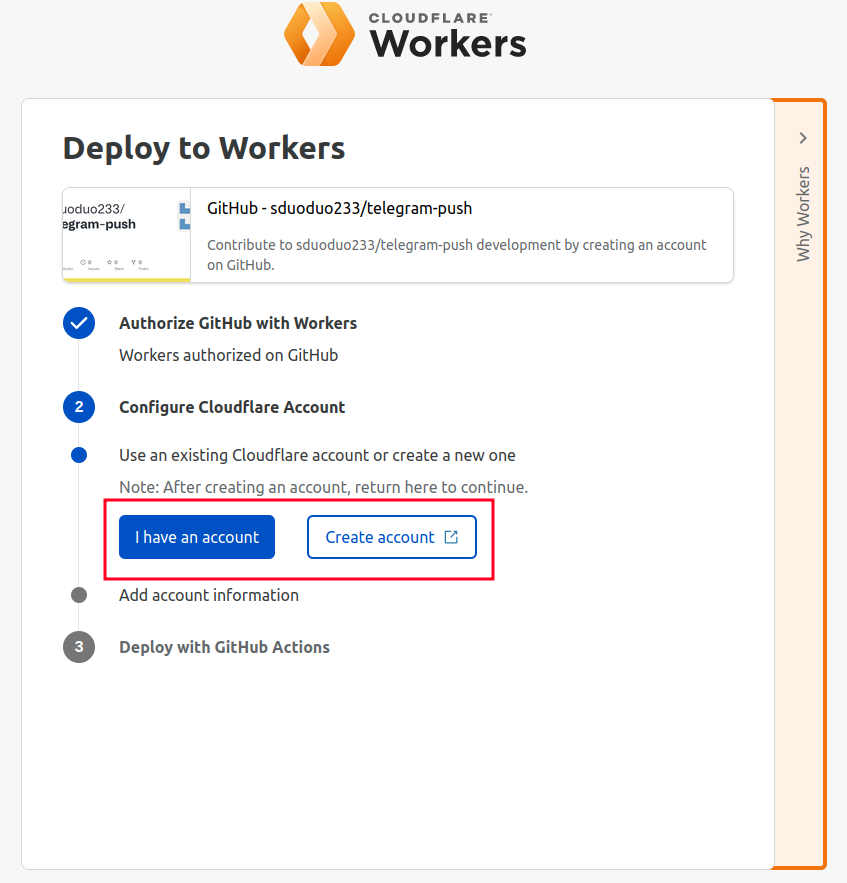 CLOUDFLARE
Workers
Deploy to Workers
uoduo233/
egram-push
GitHub - sduoduo233/telegram-push
Contribute to sduoduo233/telegram-push development by creating an account
on GitHub.
Authorize GitHub with Workers
Workers authorized on GitHub
2
Configure Cloudflare Account
Use an existing Cloudflare account or create a new one
Note: After creating an account, return here to continue.
I have an account
Create account
Add account information
3
Deploy with GitHub Actions
Why Workers